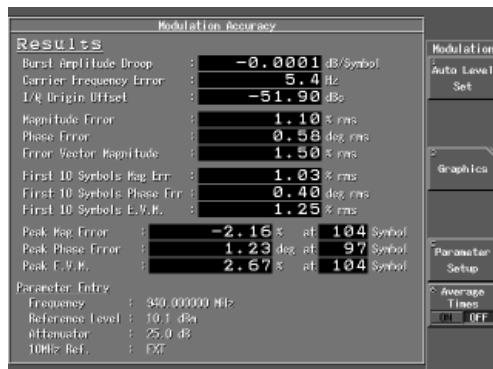 Modulation Accuracy
Results
Burst Amplitude Droop : -0.0001 dB/Symbol
Carrier Frequency Error : 5.4 Hz
I/Q Origin Offset : -51.90 dBc
Magnitude Error : 1.10 % rms
Phase Error : 0.58 deg rms
Error Vector Magnitude : 1.50 % rms
First 10 Symbols Mag Err : 1.03 % rms
First 10 Symbols Phase Err : 0.40 deg rms
First 10 Symbols E.V.M. : 1.25 % rms
Peak Mag Error : -2.16 % at 104 Symbol
Peak Phase Error : 1.23 deg at 97 Symbol
Peak E.V.M. : 2.67 % at 104 Symbol
Parameter Entry
Frequency : 940.000000 MHz
Reference Level : 10.1 dBm
Attenuator : 25.0 dB
10MHz Ref. : EXT
Modulation
Auto Level
Set
Graphics
Parameter
Setup
Average
Times
ON OFF